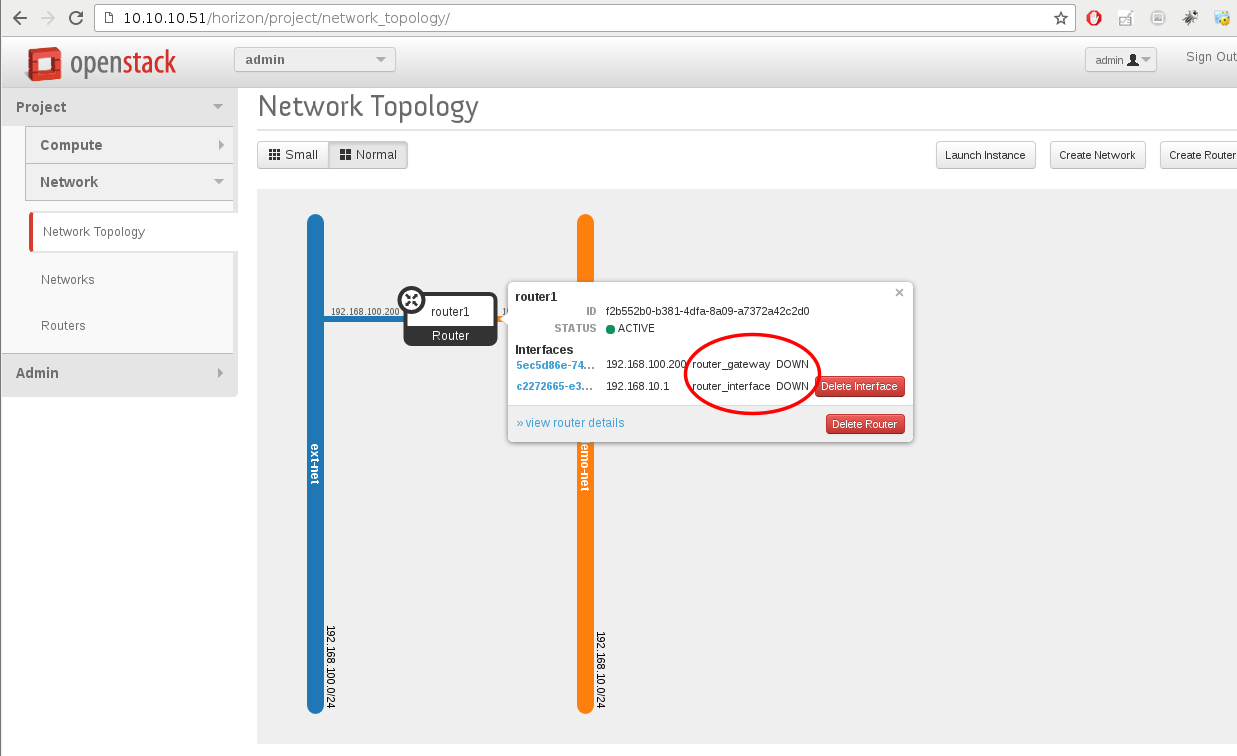 10.10.10.51/horizon/project/network_topology/
openstack
admin
admin
Sign Out
Project
Compute
Network
Network Topology
Networks
Routers
Admin
Network Topology
Small
Normal
Launch Instance
Create Network
Create Router
192.168.100.200
router1
Router
router1
ID f2b552b0-b381-4dfa-8a09-a7372a42c2d0
STATUS ACTIVE
Interfaces
5ec5d86e-74... 192.168.100.200 router_gateway DOWN
c2272665-e3... 192.168.10.1 router_interface DOWN Delete Interface
» view router details
Delete Router
ext-net
emo-net
192.168.100.0/24
192.168.10.0/24